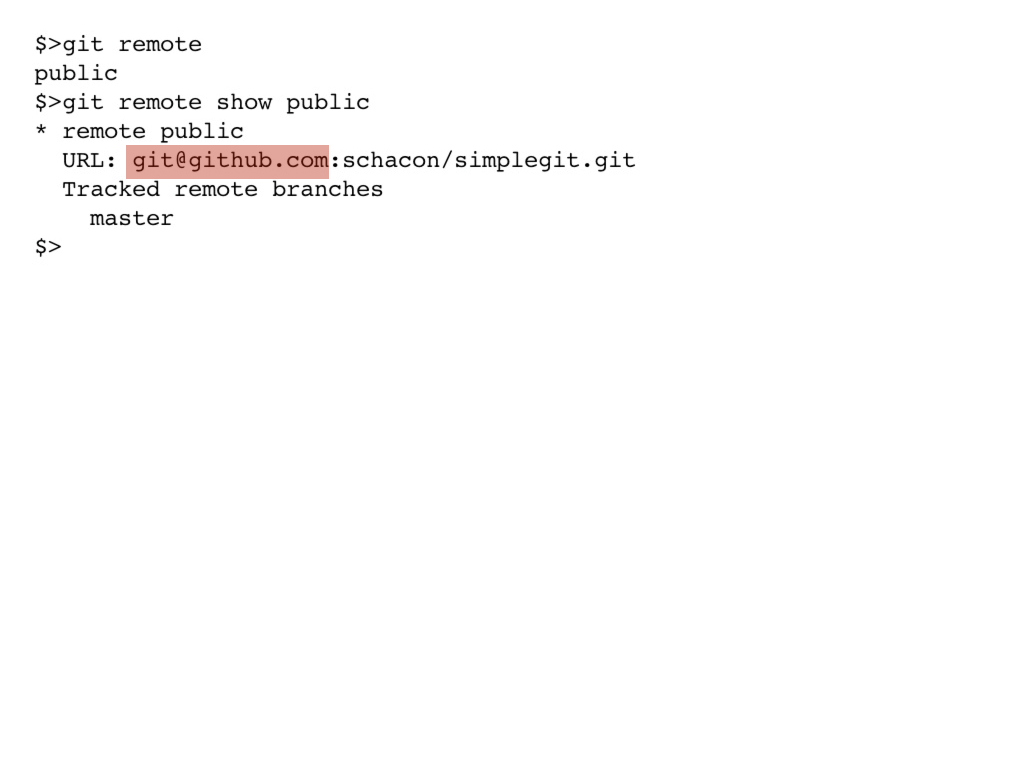 $>git remote
public
$>git remote show public
* remote public
  URL: git@github.com:schacon/simplegit.git
  Tracked remote branches
    master
$>